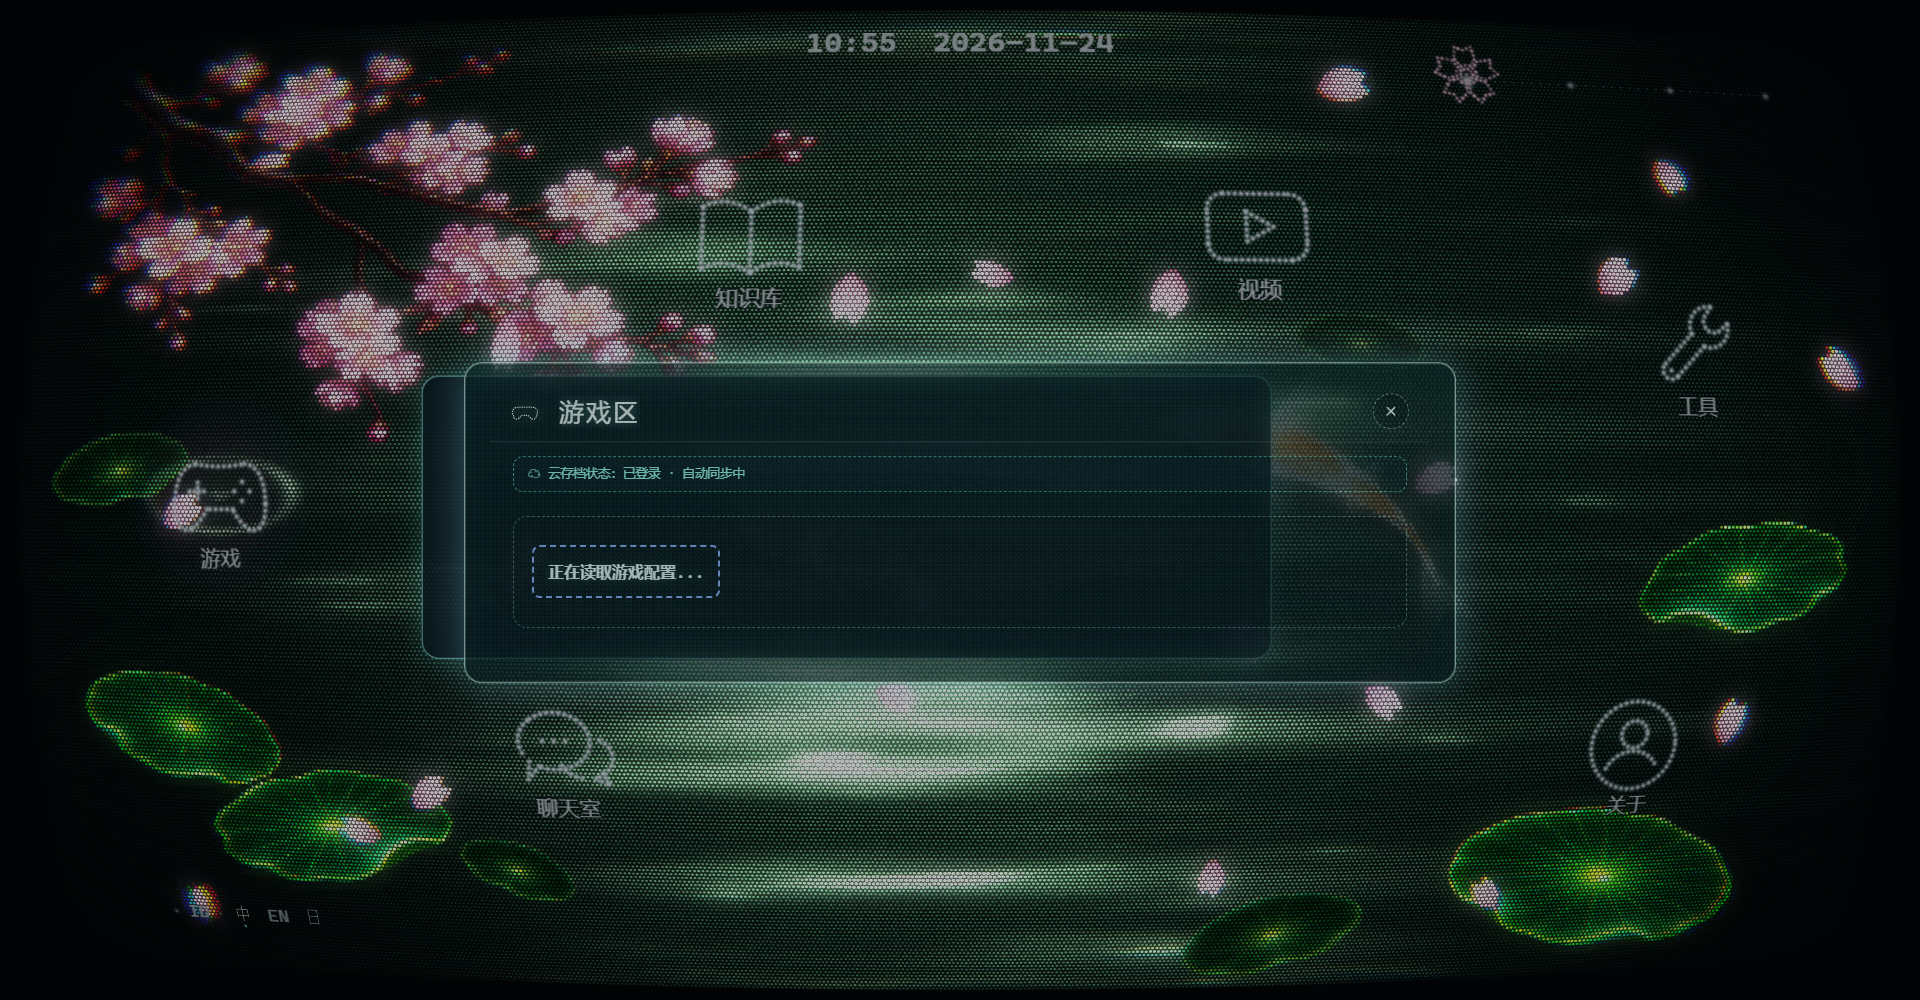 10:55 2026-11-24
知识库
视频
工具
游戏区
×
云存档状态: 已登录 · 自动同步中
正在读取游戏配置...
游戏
聊天室
关于
中 EN 日